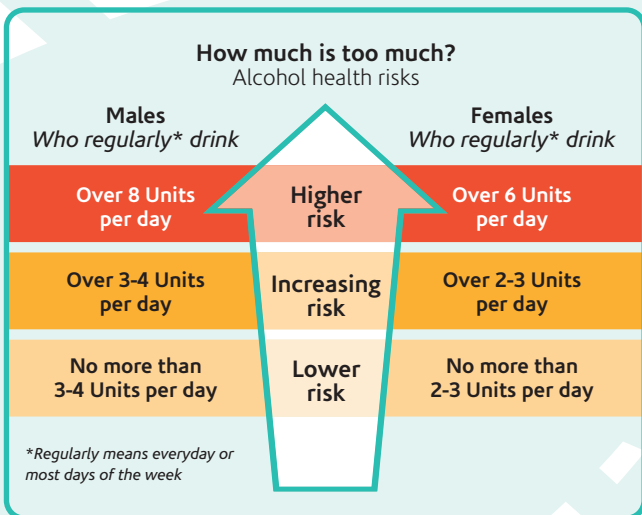 How much is too much?
Alcohol health risks
Males
Who regularly* drink
Females
Who regularly* drink
Over 8 Units
per day
Higher
risk
Over 6 Units
per day
Over 3-4 Units
per day
Increasing
risk
Over 2-3 Units
per day
No more than
3-4 Units per day
Lower
risk
No more than
2-3 Units per day
*Regularly means everyday or
most days of the week